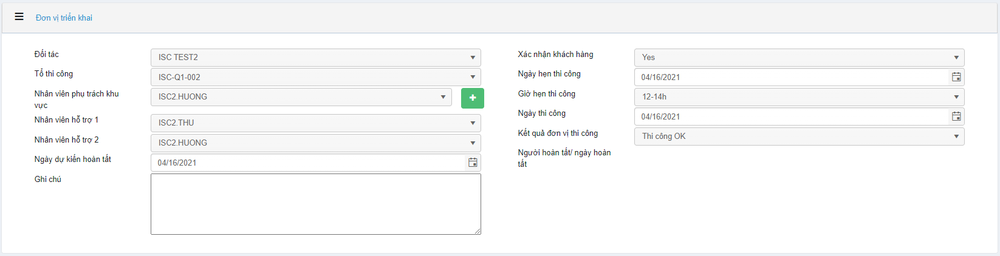 Đơn vị triển khai
Đối tác
ISC TEST2
Tổ thi công
ISC-Q1-002
Nhân viên phụ trách khu
vực
ISC2.HUONG
Nhân viên hỗ trợ 1
ISC2.THU
Nhân viên hỗ trợ 2
ISC2.HUONG
Ngày dự kiến hoàn tất
04/16/2021
Ghi chú
Xác nhận khách hàng
Yes
Ngày hẹn thi công
04/16/2021
Giờ hẹn thi công
12-14h
Ngày thi công
04/16/2021
Kết quả đơn vị thi công
Thi công OK
Người hoàn tất/ ngày hoàn
tất